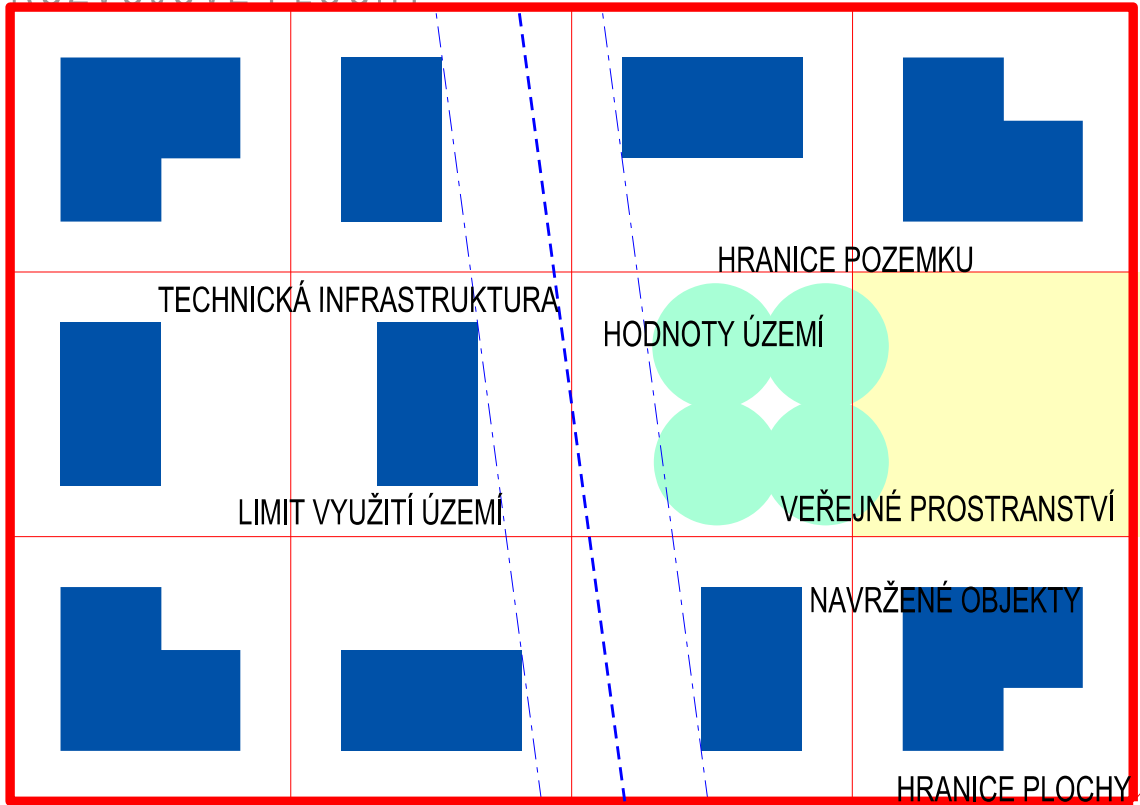 HRANICE POZEMKU
TECHNICKÁ INFRASTRUKTURA
HODNOTY ÚZEMÍ
LIMIT VYUŽITÍ ÚZEMÍ
VEŘEJNÉ PROSTRANSTVÍ
NAVRŽENÉ OBJEKTY
HRANICE PLOCHY